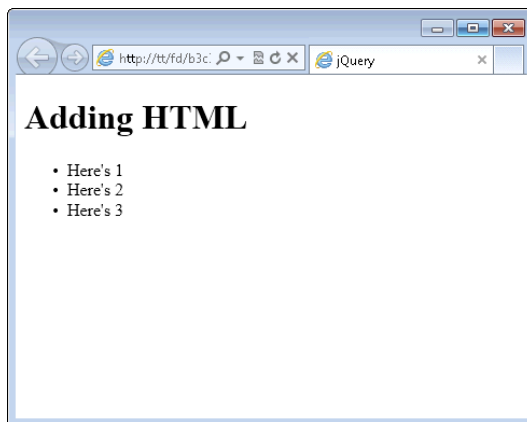 http://tt/fd/b3c
jQuery
Adding HTML
• Here's 1
• Here's 2
• Here's 3